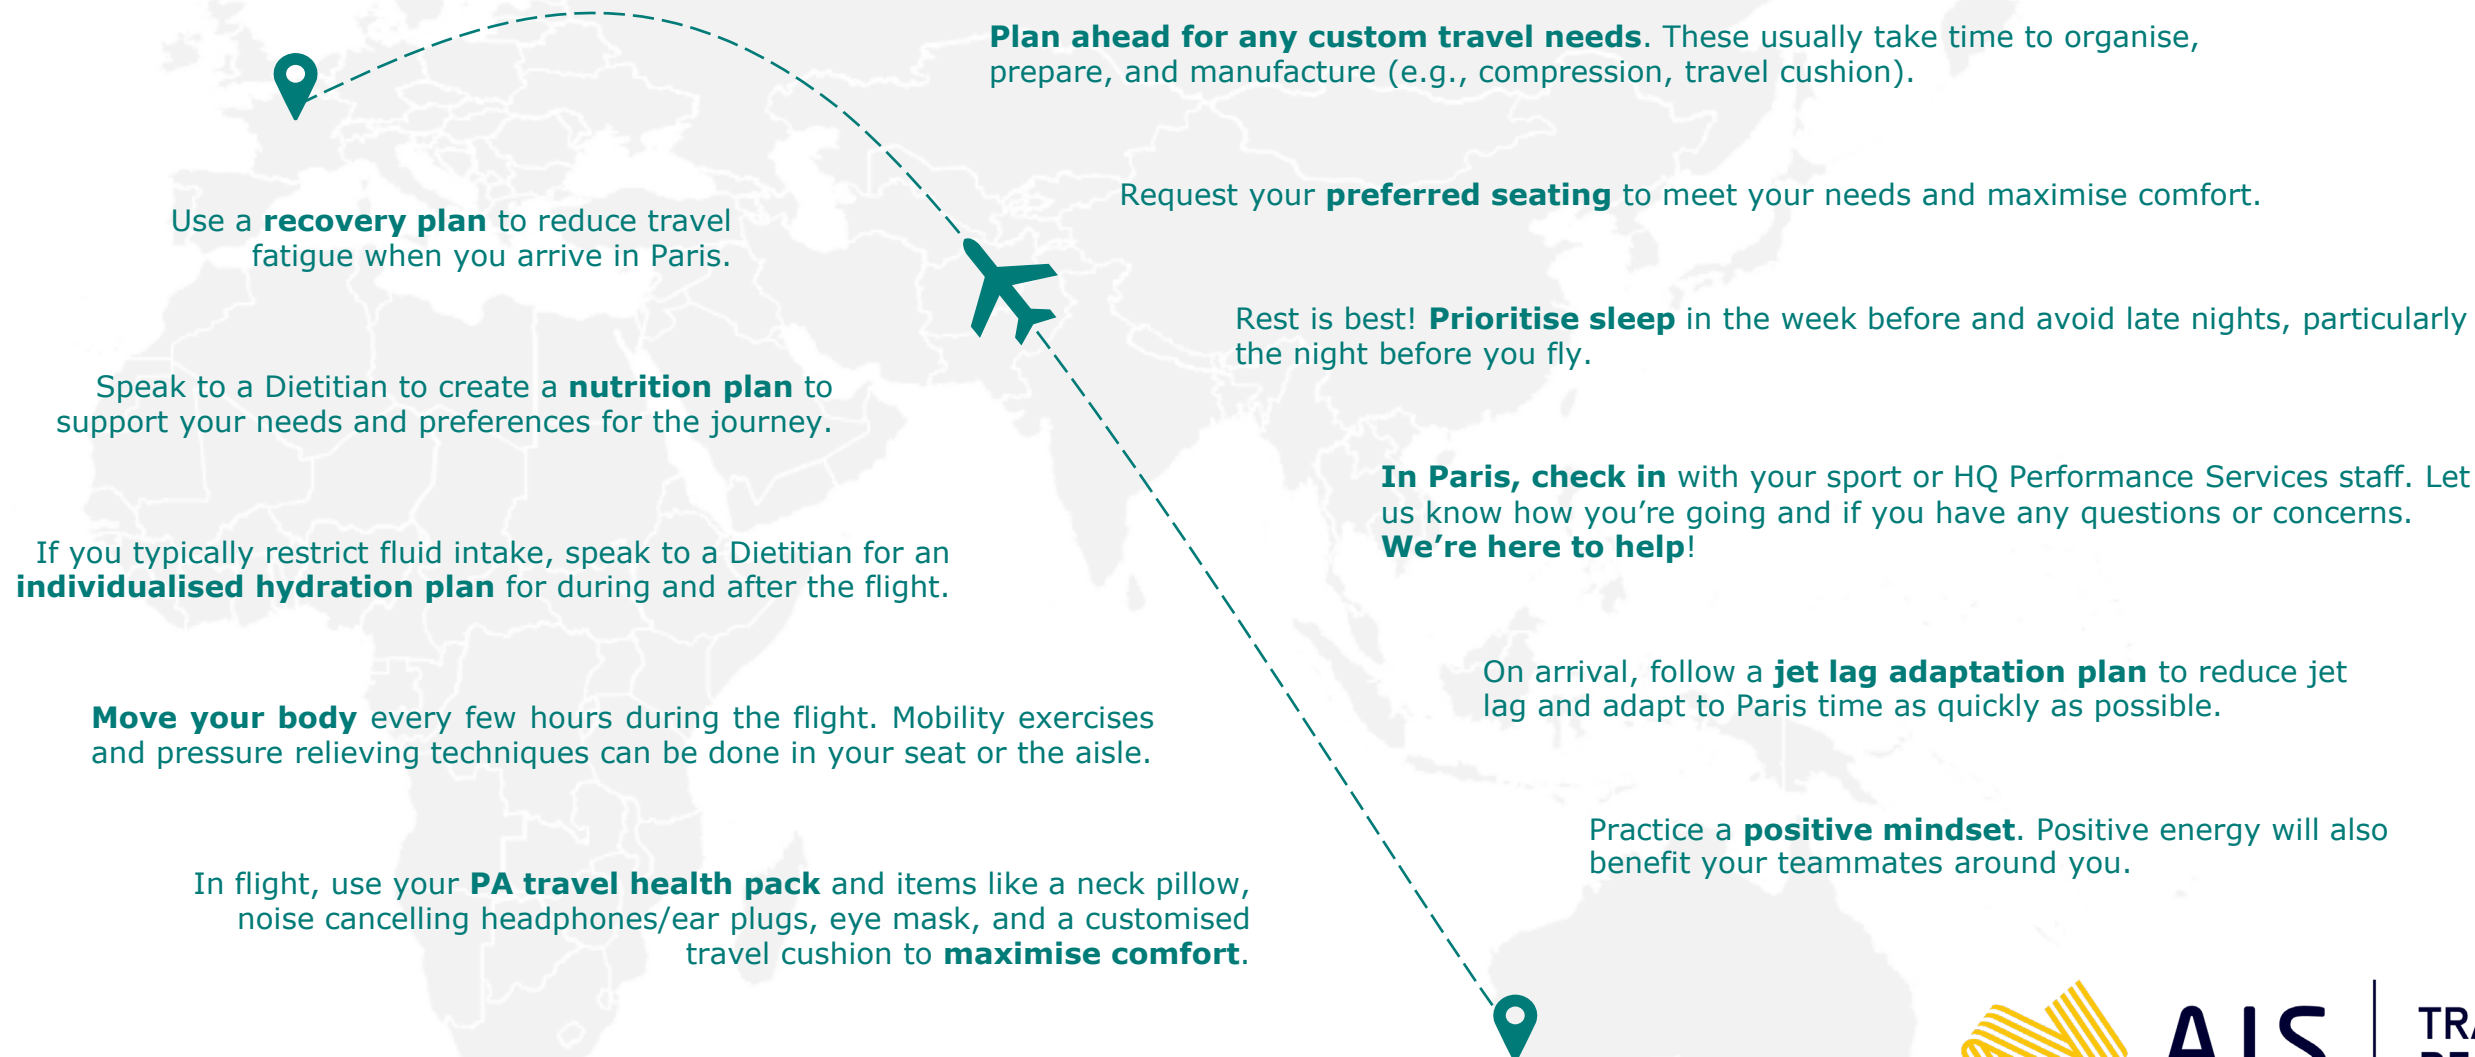 Plan ahead for any custom travel needs. These usually take time to organise,
prepare, and manufacture (e.g., compression, travel cushion).
Request your preferred seating to meet your needs and maximise comfort.
Rest is best! Prioritise sleep in the week before and avoid late nights, particularly
the night before you fly.
In Paris, check in with your sport or HQ Performance Services staff. Let
us know how you’re going and if you have any questions or concerns.
We’re here to help!
On arrival, follow a jet lag adaptation plan to reduce jet
lag and adapt to Paris time as quickly as possible.
Practice a positive mindset. Positive energy will also
benefit your teammates around you.
Use a recovery plan to reduce travel
fatigue when you arrive in Paris.
Speak to a Dietitian to create a nutrition plan to
support your needs and preferences for the journey.
If you typically restrict fluid intake, speak to a Dietitian for an
individualised hydration plan for during and after the flight.
Move your body every few hours during the flight. Mobility exercises
and pressure relieving techniques can be done in your seat or the aisle.
In flight, use your PA travel health pack and items like a neck pillow,
noise cancelling headphones/ear plugs, eye mask, and a customised
travel cushion to maximise comfort.
AIS